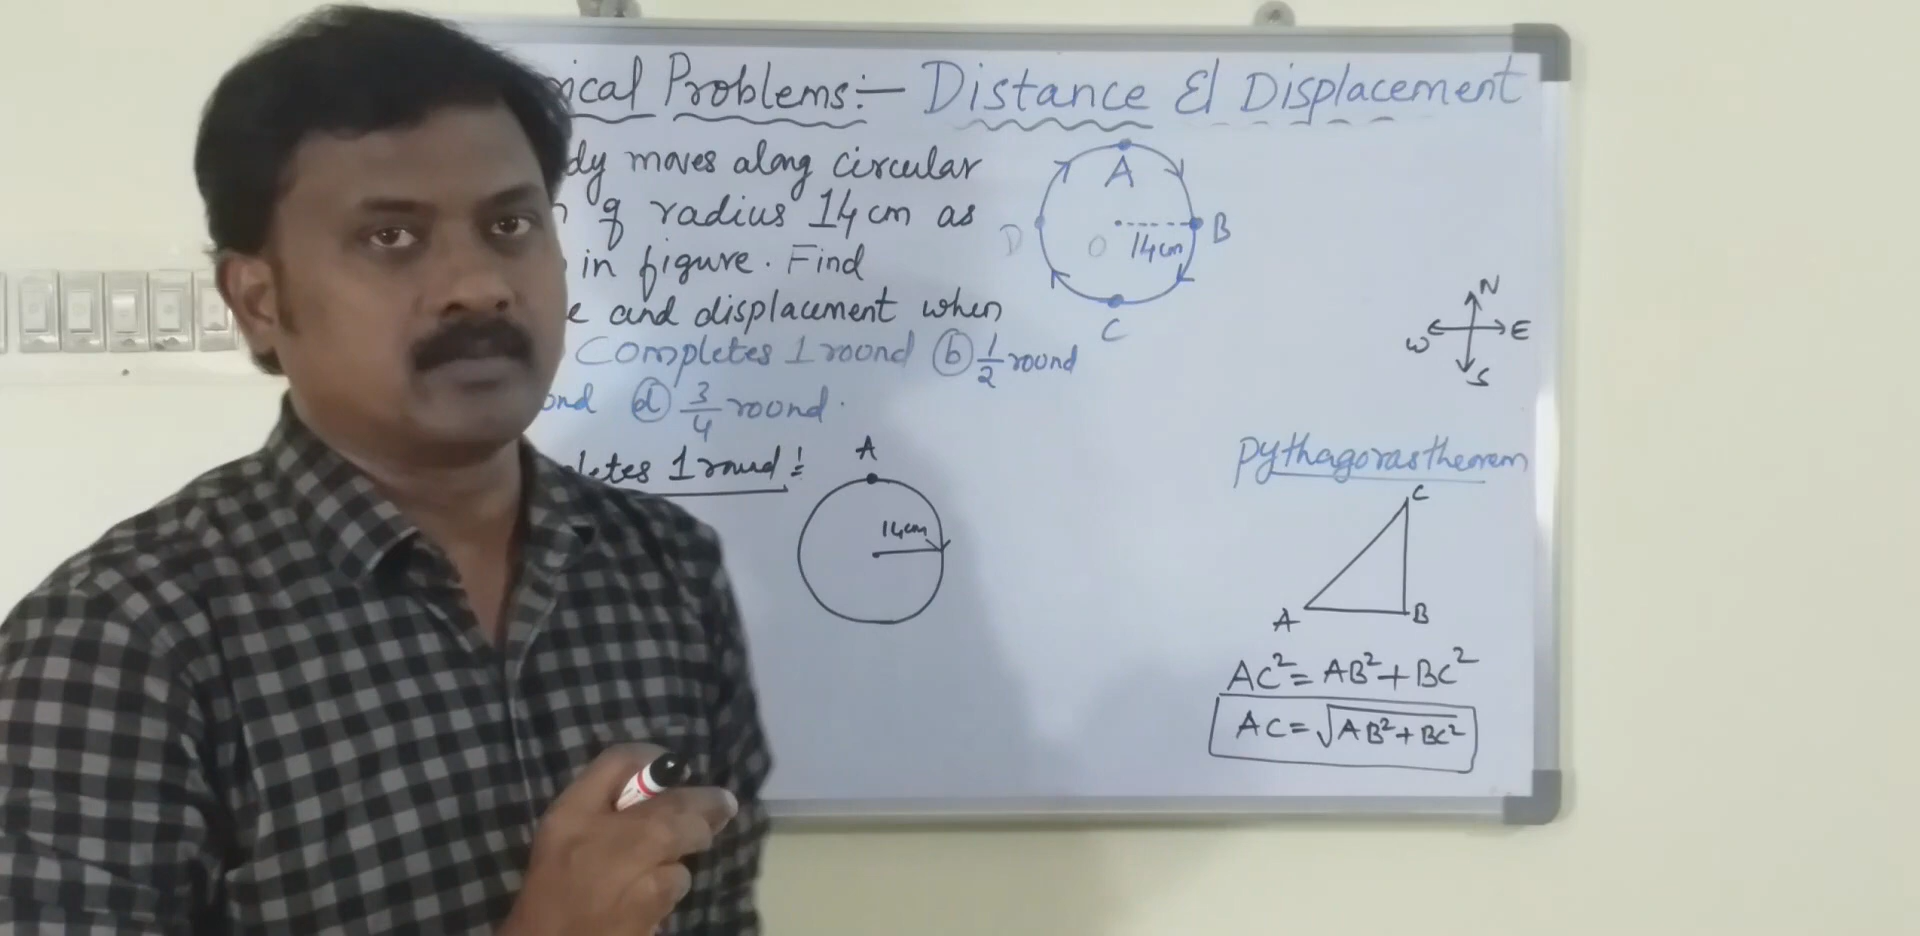 ical Problems:- Distance & Displacement
dy moves along circular
of radius 14 cm as
in figure. Find
e and displacement when
Completes 1 round (b) 1/2 round
ond (d) 3/4 round.
A
B
C
D
O
14cm
N
W
E
S
letes 1 round:
A
14cm
Pythagoras theorem
C
A
B
AC² = AB² + BC²
AC = √AB² + BC²